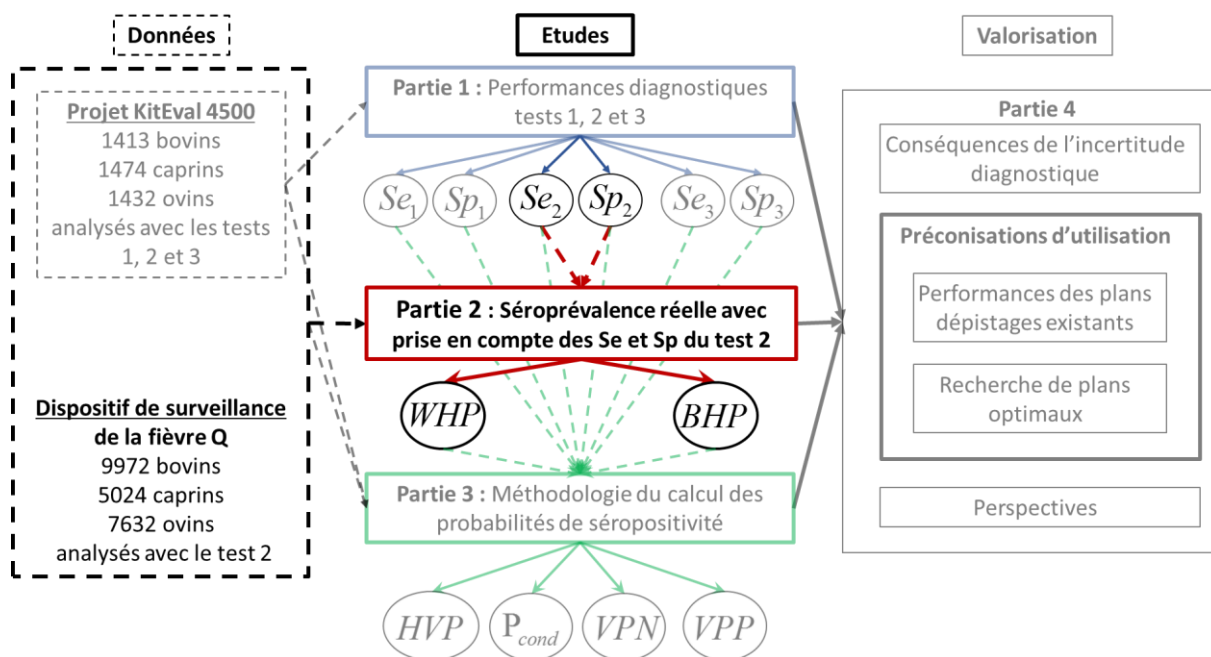 Données
Projet KitEval 4500
1413 bovins
1474 caprins
1432 ovins
analysés avec les tests
1, 2 et 3
Dispositif de surveillance
de la fièvre Q
9972 bovins
5024 caprins
7632 ovins
analysés avec le test 2
Etudes
Partie 1 : Performances diagnostiques
tests 1, 2 et 3
Se1 Sp1 Se2 Sp2 Se3 Sp3
Partie 2 : Séroprévalence réelle avec
prise en compte des Se et Sp du test 2
WHP BHP
Partie 3 : Méthodologie du calcul des
probabilités de séropositivité
HVP Pcond VPN VPP
Valorisation
Partie 4
Conséquences de l’incertitude
diagnostique
Préconisations d’utilisation
Performances des plans
dépistages existants
Recherche de plans
optimaux
Perspectives